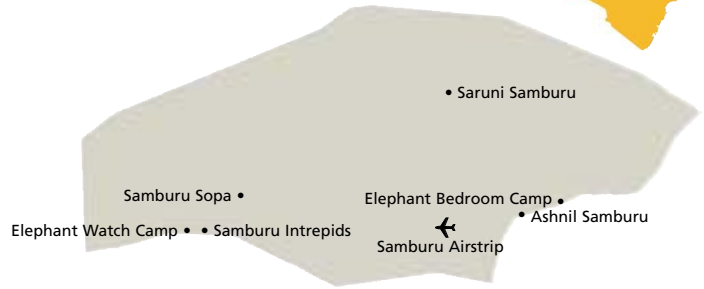 Saruni Samburu
Samburu Sopa
Elephant Bedroom Camp
Ashnil Samburu
Elephant Watch Camp
Samburu Intrepids
Samburu Airstrip